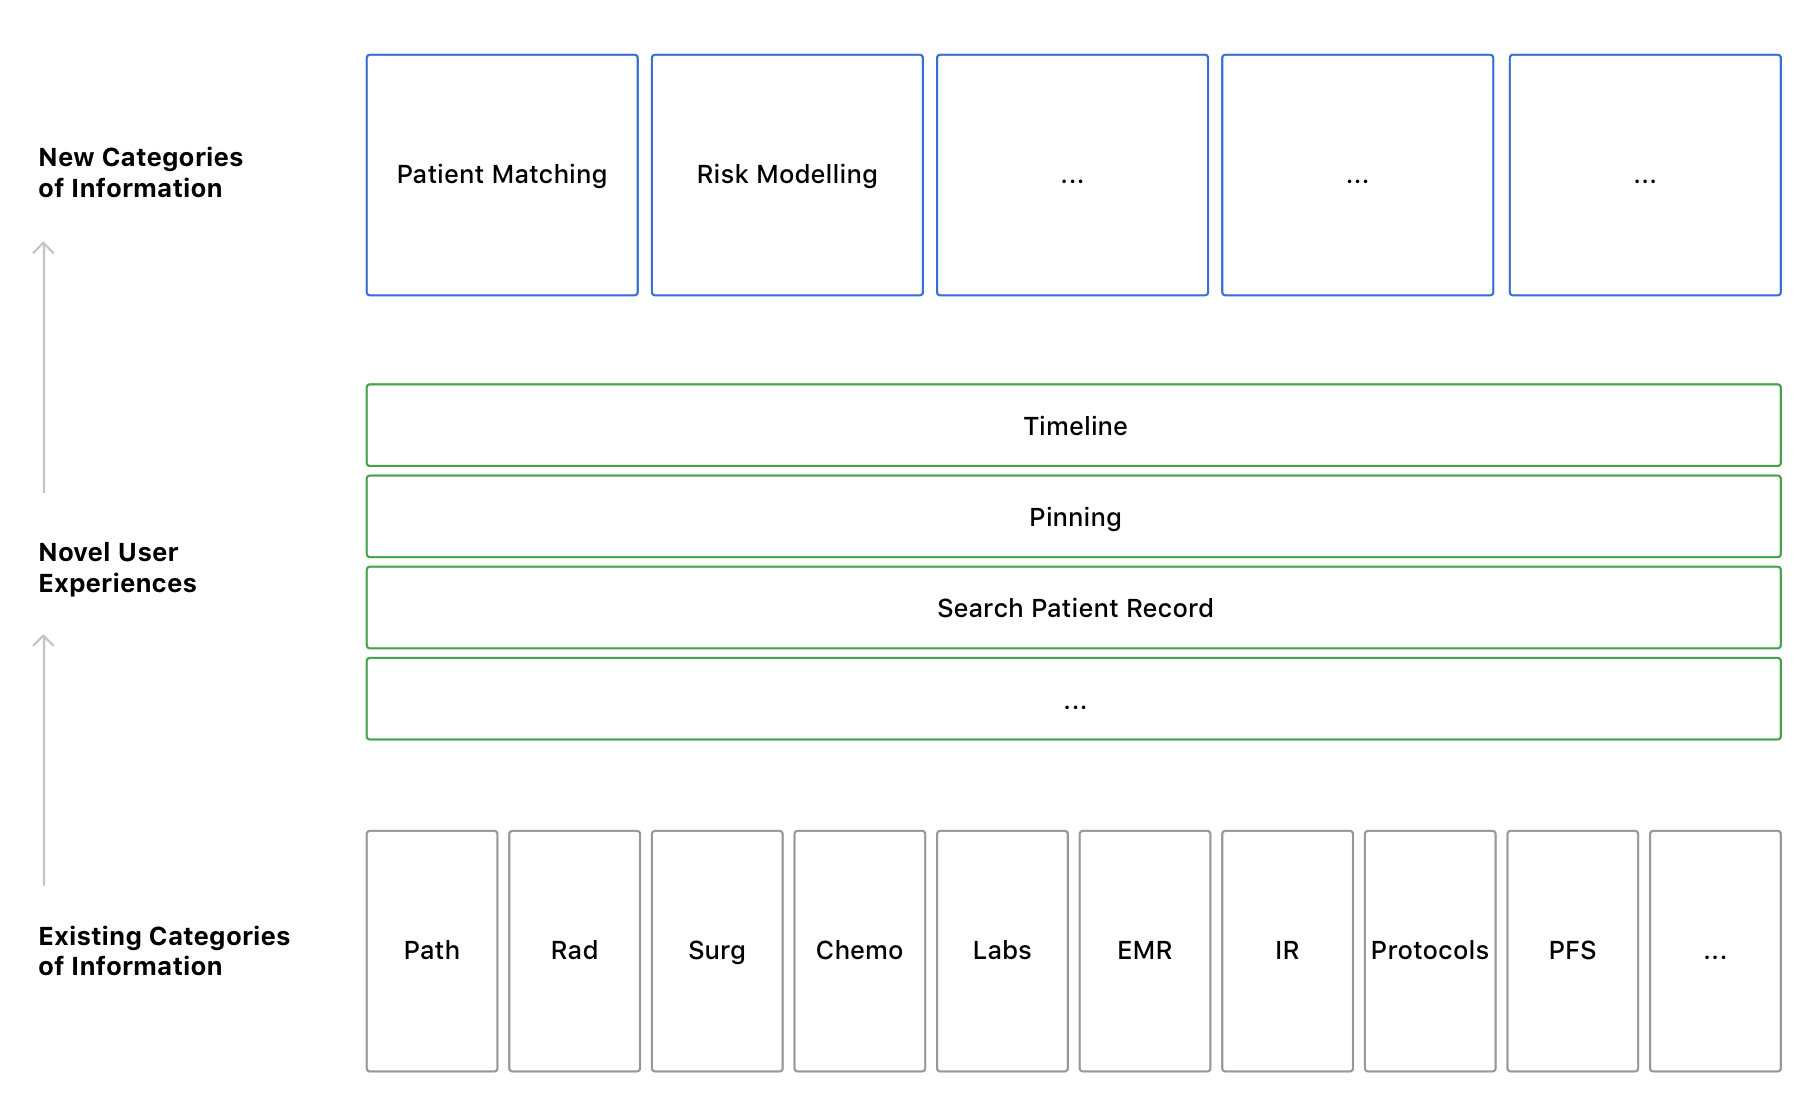 New Categories
of Information
Patient Matching
Risk Modelling
...
...
...
Novel User
Experiences
Timeline
Pinning
Search Patient Record
...
Existing Categories
of Information
Path
Rad
Surg
Chemo
Labs
EMR
IR
Protocols
PFS
...